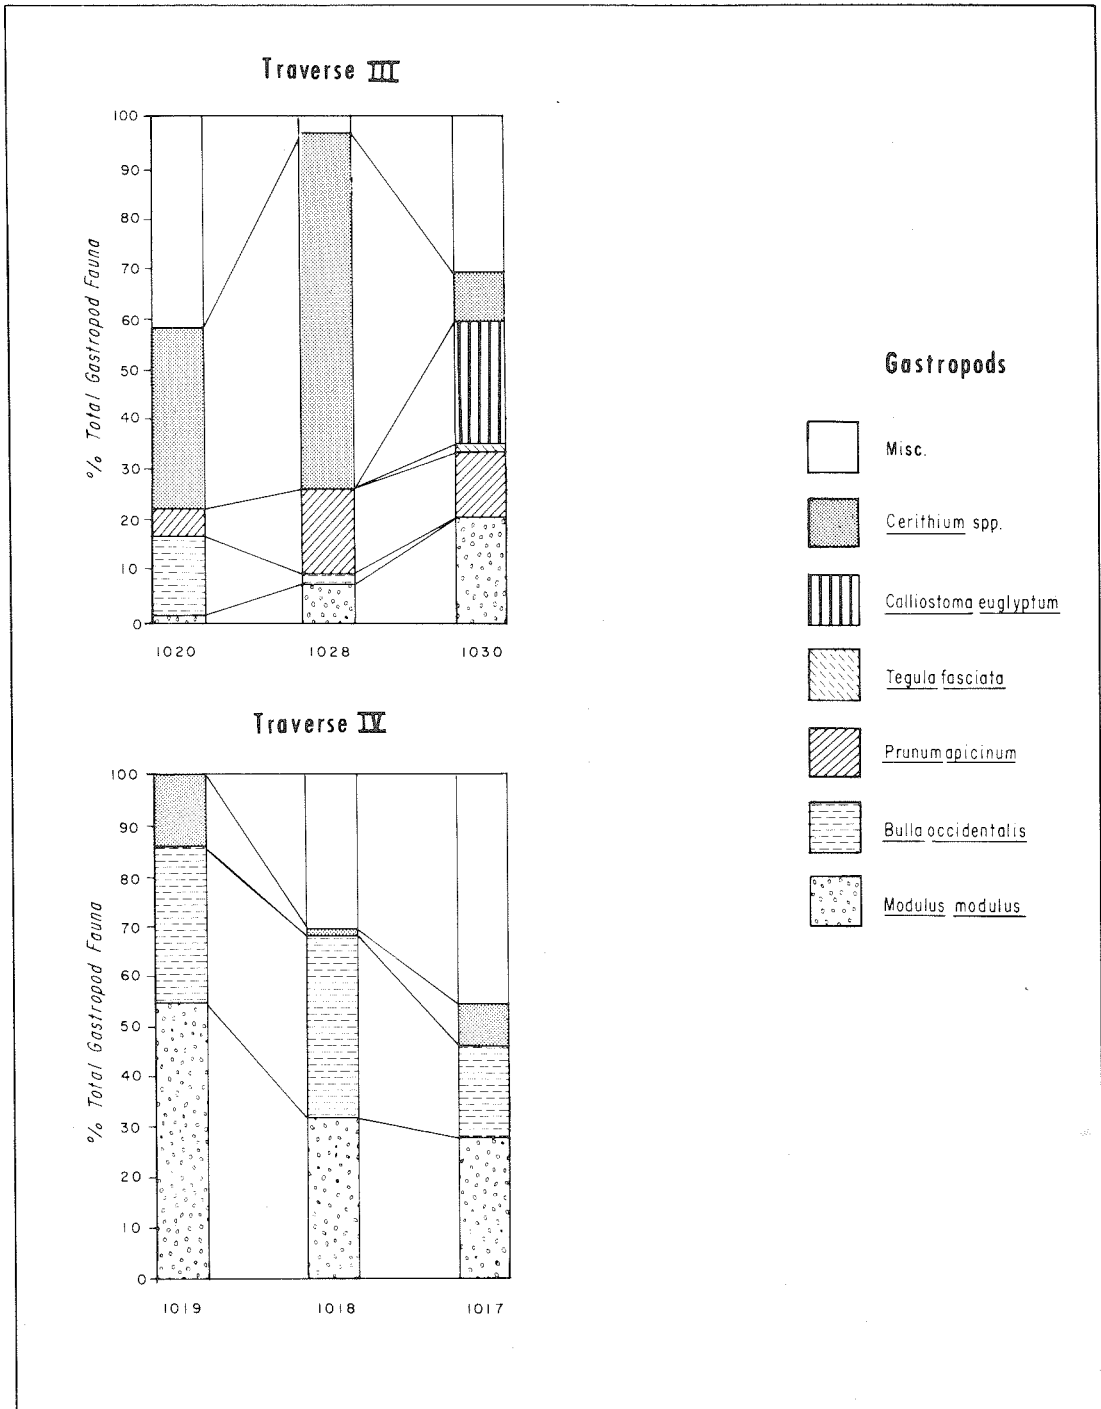 Traverse III
100
90
80
70
60
50
40
30
20
10
0
% Total Gastropod Fauna
1020
1028
1030
Traverse IV
100
90
80
70
60
50
40
30
20
10
0
% Total Gastropod Fauna
1019
1018
1017
Gastropods
Misc.
Cerithium spp.
Calliostoma euglyptum
Tegula fasciata
Prunum apicinum
Bulla occidentalis
Modulus modulus